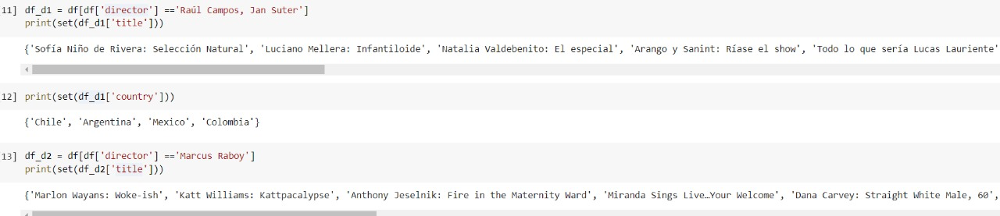 11] df_d1 = df[df['director'] =='Raúl Campos, Jan Suter']
print(set(df_d1['title']))
{'Sofía Niño de Rivera: Selección Natural', 'Luciano Mellera: Infantiloide', 'Natalia Valdebenito: El especial', 'Arango y Sanint: Ríase el show', 'Todo lo que sería Lucas Lauriente'
12] print(set(df_d1['country']))
{'Chile', 'Argentina', 'Mexico', 'Colombia'}
13] df_d2 = df[df['director'] =='Marcus Raboy']
print(set(df_d2['title']))
{'Marlon Wayans: Woke-ish', 'Katt Williams: Kattpacalypse', 'Anthony Jeselnik: Fire in the Maternity Ward', 'Miranda Sings Live…Your Welcome', 'Dana Carvey: Straight White Male, 60',